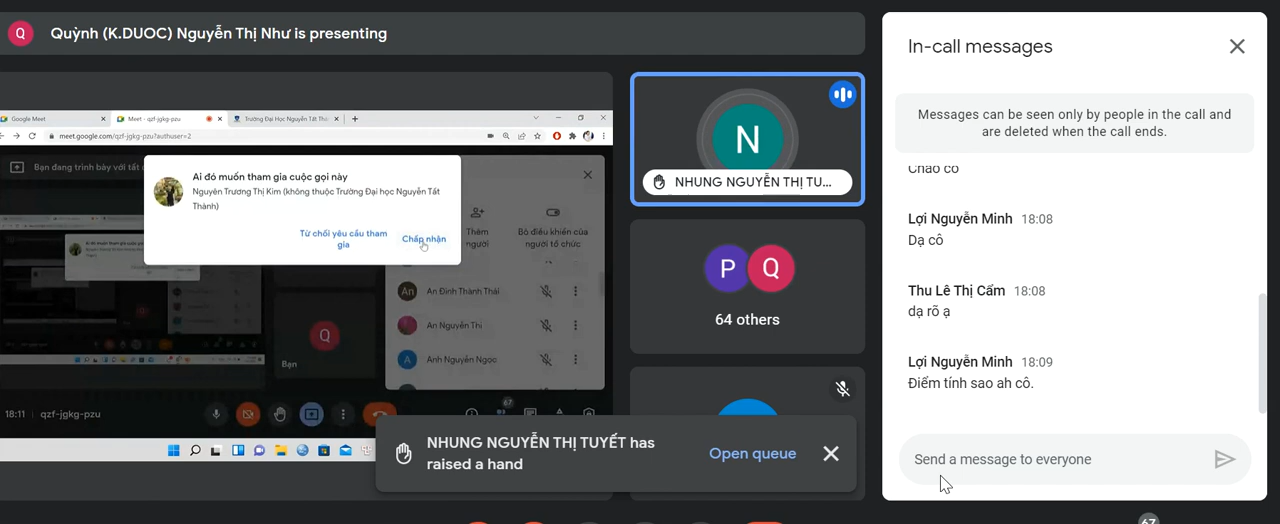 Q
Quỳnh (K.DUOC) Nguyễn Thị Như is presenting
Google Meet
Meet - qzf-jgkg-pzu
Trường Đại Học Nguyễn Tất Thà
meet.google.com/qzf-jgkg-pzu?authuser=2
Bạn đang trình bày với tất
Ai đó muốn tham gia cuộc gọi này
Nguyên Trương Thị Kim (không thuộc Trường Đại học Nguyễn Tất
Thành)
Từ chối yêu cầu tham
gia
Chấp nhận
Thêm
người
Bộ điều khiển của
người tổ chức
An
An Đinh Thành Thái
An Nguyễn Thi
A
Anh Nguyễn Ngọc
Q
Bạn
18:11
qzf-jgkg-pzu
67
N
NHUNG NGUYỄN THỊ TU...
P
Q
64 others
NHUNG NGUYỄN THỊ TUYẾT has
raised a hand
Open queue
In-call messages
Messages can be seen only by people in the call and
are deleted when the call ends.
Chào cô
Lợi Nguyễn Minh 18:08
Dạ cô
Thu Lê Thị Cẩm 18:08
dạ rõ ạ
Lợi Nguyễn Minh 18:09
Điểm tính sao ah cô.
Send a message to everyone
67